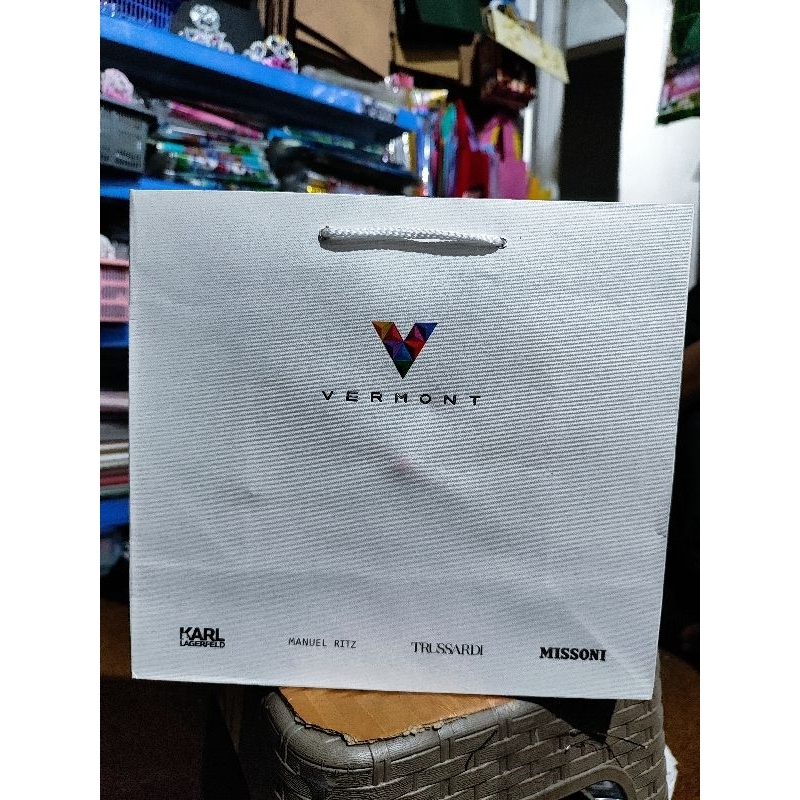 VERMONT
KARL
LAGERFELD
MANUEL RITZ
TRUSSARDI
MISSONI